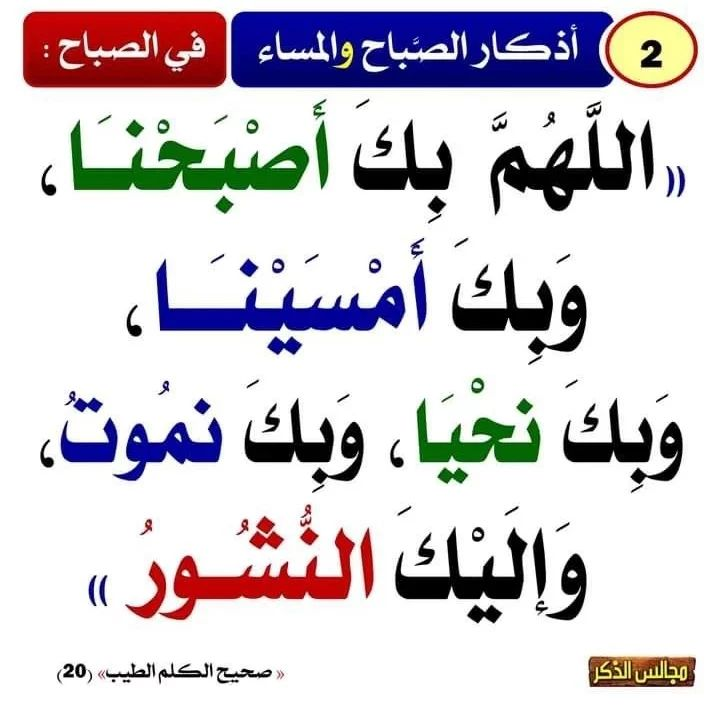 2 أذكار الصَّباح والمساء في الصباح :
(( اللَّهُمَّ بِكَ أَصْبَحْنَا ،
وَبِكَ أَمْسَيْنَا ،
وَبِكَ نَحْيَا ، وَبِكَ نَمُوتُ ،
وَإِلَيْكَ النُّشُورُ ))
« صحيح الكلم الطيب» (20)
مجالس الذكر